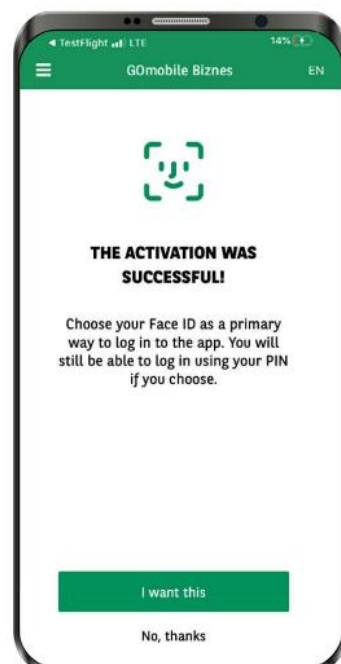 TestFlight LTE 14%
GOmobile Biznes EN
THE ACTIVATION WAS
SUCCESSFUL!
Choose your Face ID as a primary
way to log in to the app. You will
still be able to log in using your PIN
if you choose.
I want this
No, thanks